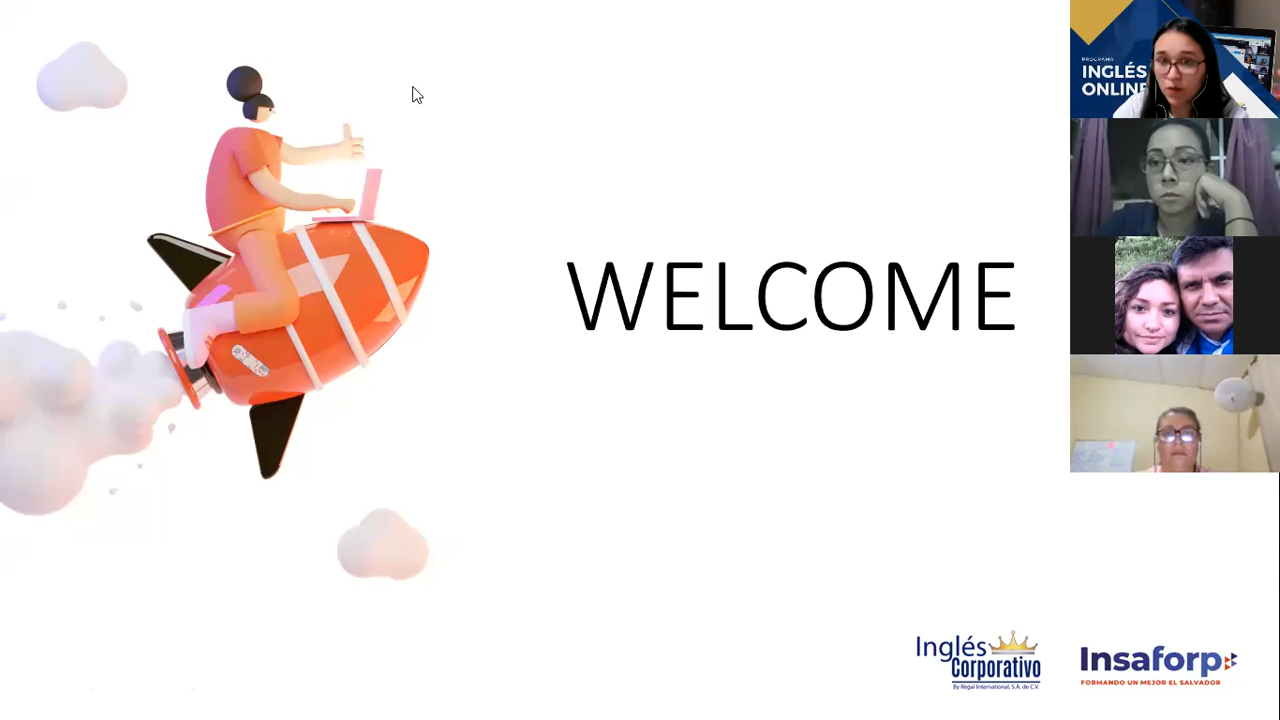 WELCOME
PROGRAMA
INGLÉS
ONLINE
Inglés
Corporativo
By Regal International, S.A. de C.V.
Insaforp
FORMANDO UN MEJOR EL SALVADOR